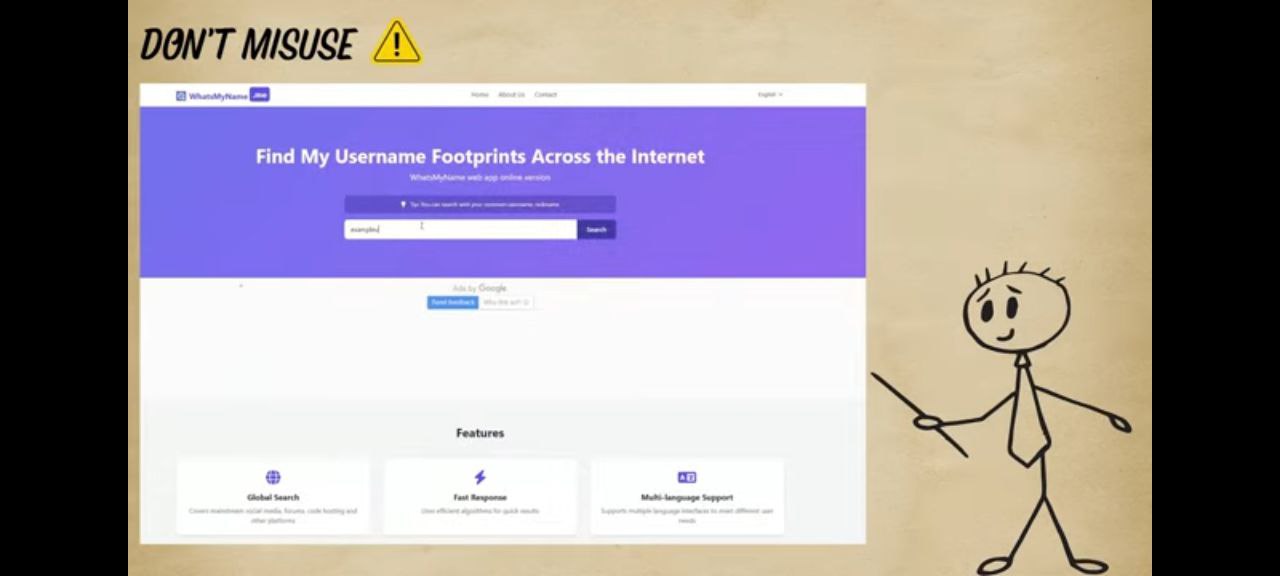 DON'T MISUSE
WhatsMyName .me
Home About Us Contact
English
Find My Username Footprints Across the Internet
WhatsMyName web app online version
Tip: You can search with your common username, nickname
Search
Ads by Google
Send feedback Why this ad?
Features
Global Search
Covers mainstream social media, forums, code hosting and
other platforms
Fast Response
Uses efficient algorithms for quick results
Multi-language Support
Supports multiple language interfaces to meet different user
needs